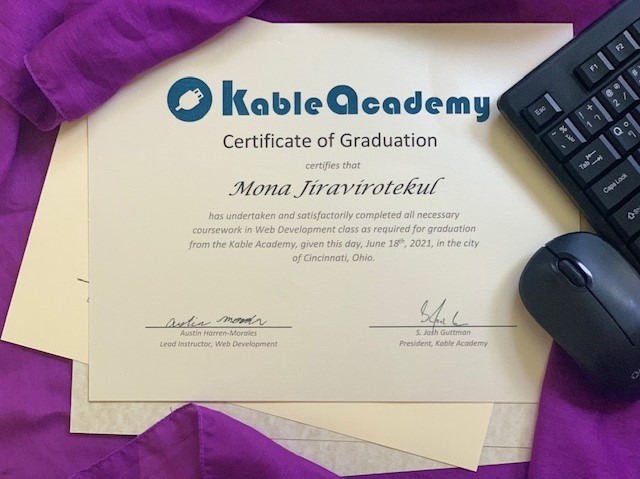 Kable Academy
Certificate of Graduation
certifies that
Mona Jiravirotekul
has undertaken and satisfactorily completed all necessary
coursework in Web Development class as required for graduation
from the Kable Academy, given this day, June 18th, 2021, in the city
of Cincinnati, Ohio.
Austin Harren-Morales
Lead Instructor, Web Development
S. Josh Guttman
President, Kable Academy
Esc
F1
F2
Tab
Caps Lock
Shift